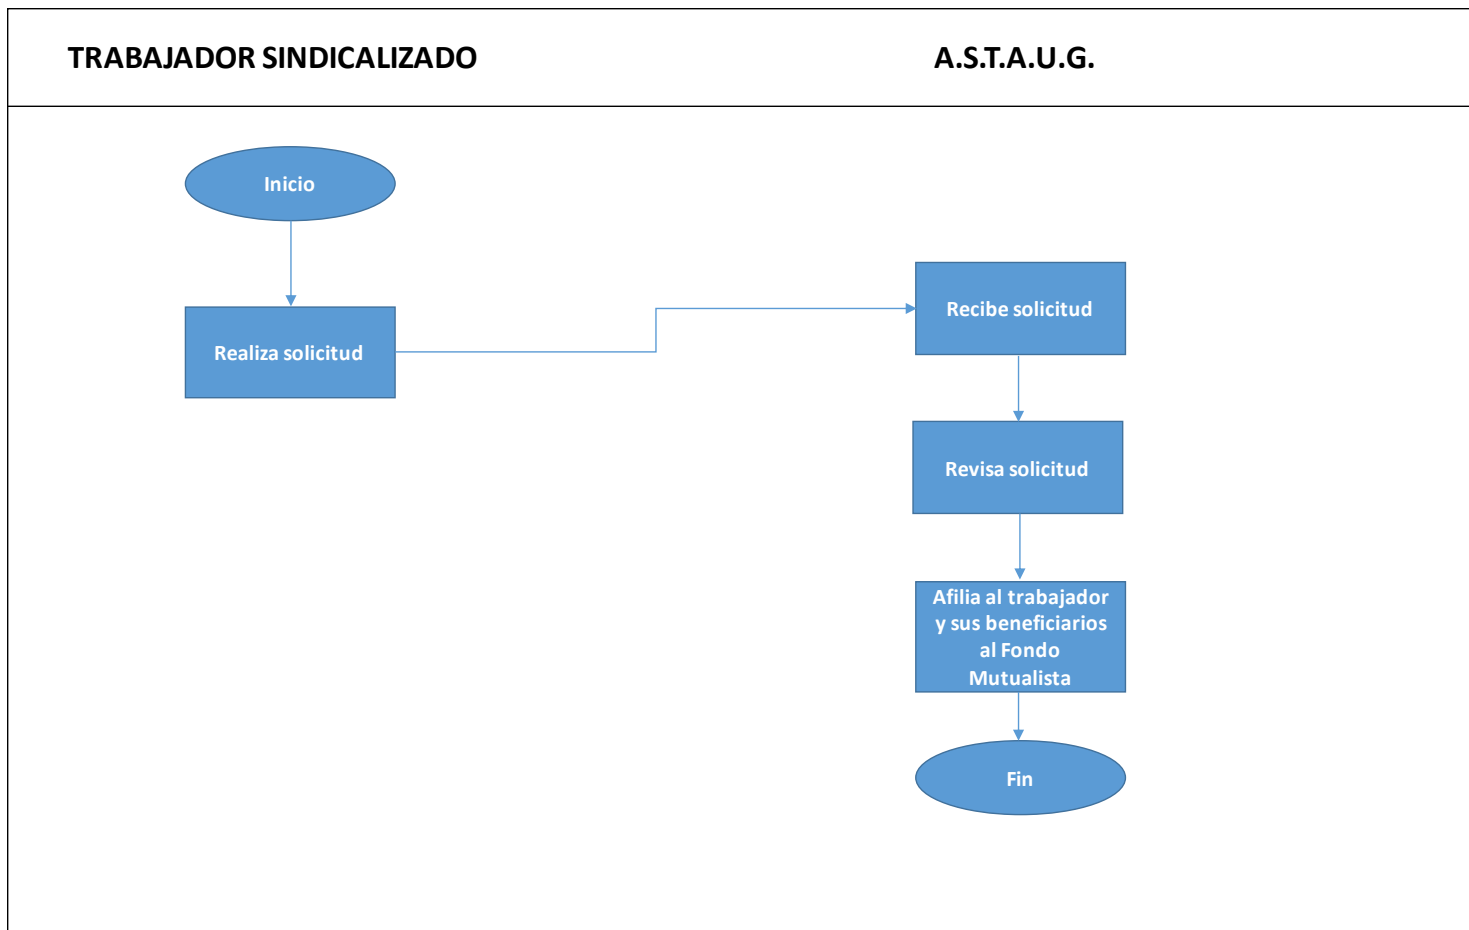 TRABAJADOR SINDICALIZADO
A.S.T.A.U.G.
Inicio
Realiza solicitud
Recibe solicitud
Revisa solicitud
Afilia al trabajador
y sus beneficiarios
al Fondo
Mutualista
Fin